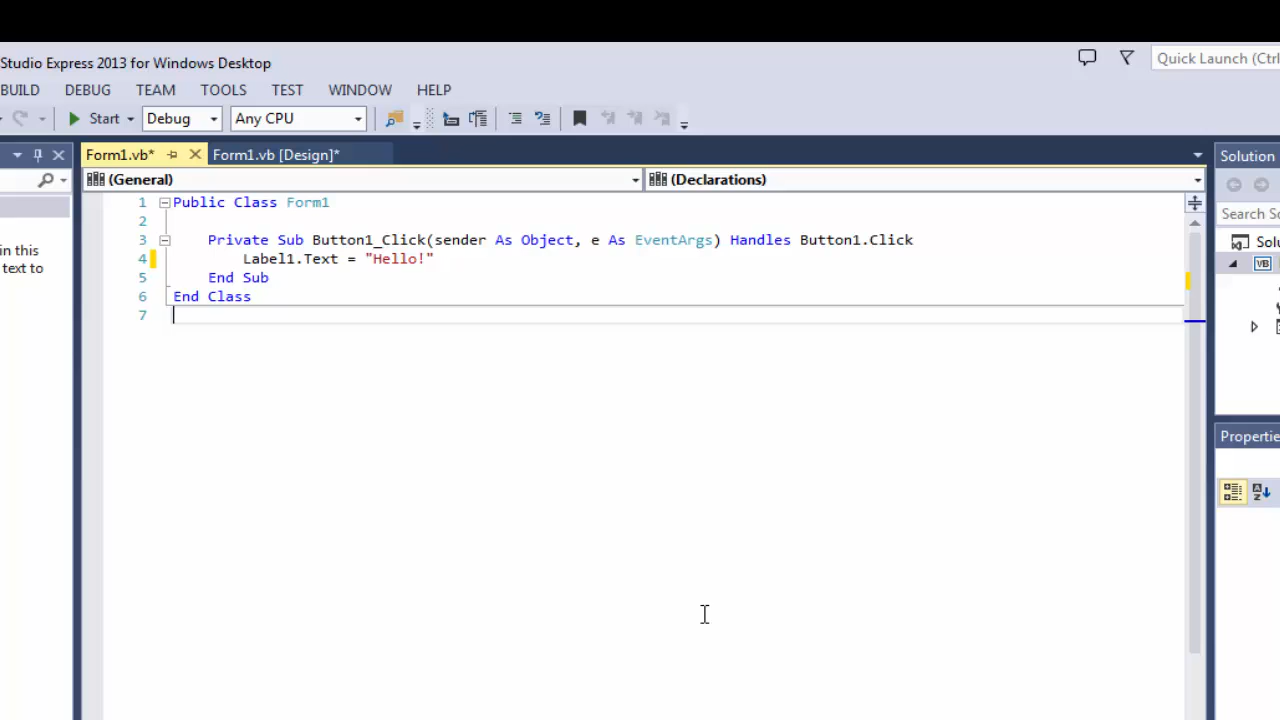 Studio Express 2013 for Windows Desktop
Quick Launch (Ctrl
BUILD DEBUG TEAM TOOLS TEST WINDOW HELP
Start Debug Any CPU
Form1.vb* Form1.vb [Design]* Solution
(General) (Declarations)
1 Public Class Form1
Search So
2
3 Private Sub Button1_Click(sender As Object, e As EventArgs) Handles Button1.Click
Solu
in this
4 Label1.Text = "Hello!"
VB
text to
5 End Sub
6 End Class
7
Propertie